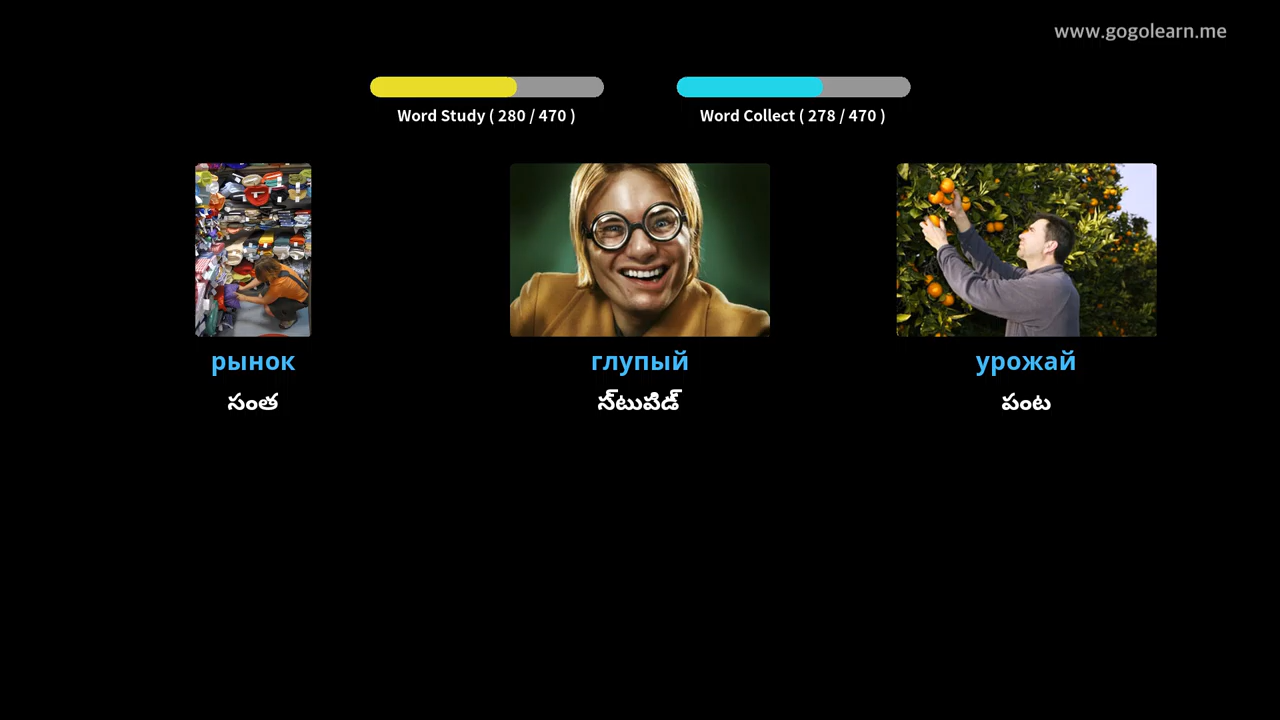 www.gogolearn.me
Word Study ( 280 / 470 )
Word Collect ( 278 / 470 )
рынок
глупый
урожай
సంత
స్టుపిడ్
పంట